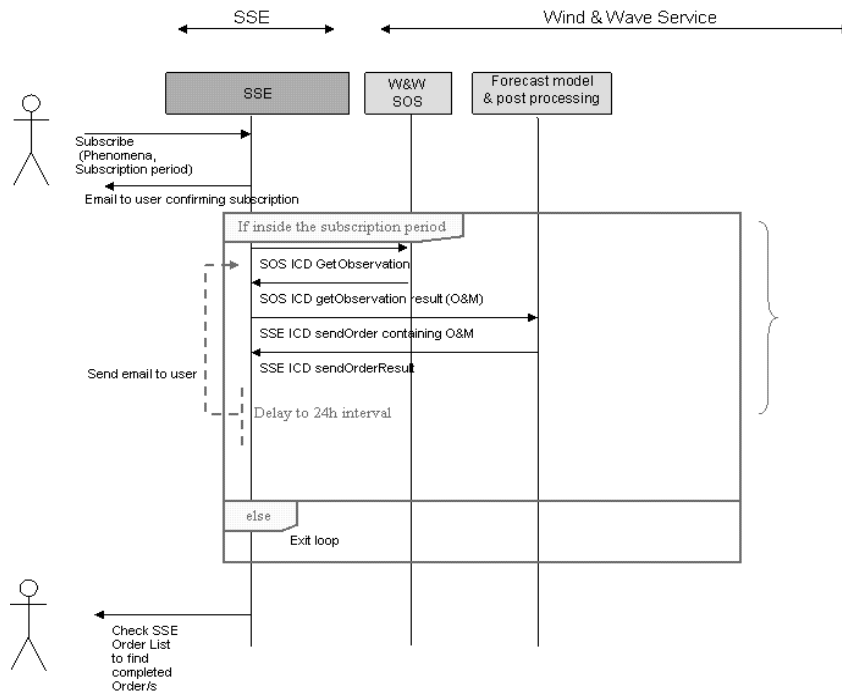 SSE
Wind & Wave Service
SSE
W&W
SOS
Forecast model
& post processing
Subscribe
(Phenomena,
Subscription period)
Email to user confirming subscription
If inside the subscription period
SOS ICD GetObservation
SOS ICD getObservation result (O&M)
SSE ICD sendOrder containing O&M
SSE ICD sendOrderResult
Send email to user
Delay to 24h interval
else
Exit loop
Check SSE
Order List
to find
completed
Order/s